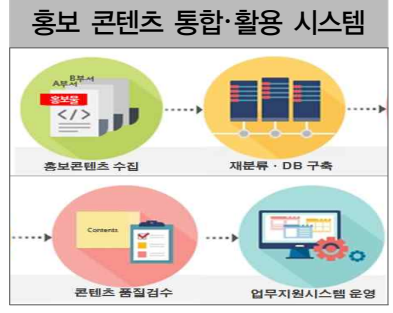 홍보 콘텐츠 통합·활용 시스템
A부서 B부서
홍보물
</>
홍보콘텐츠 수집
재분류 · DB 구축
Contents
콘텐츠 품질검수
업무지원시스템 운영